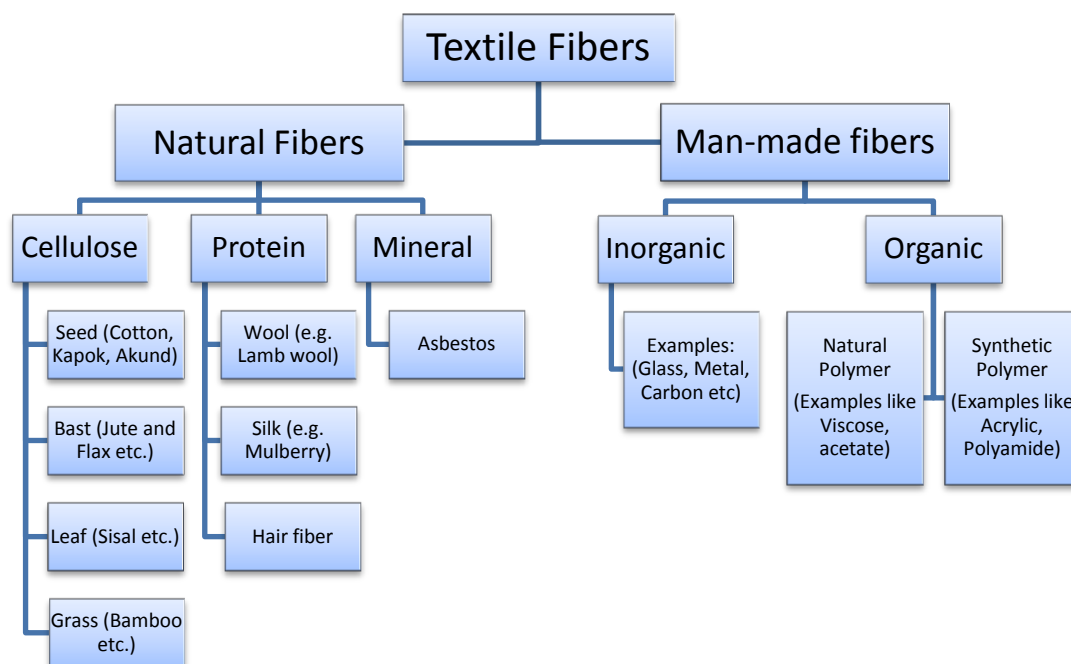 Textile Fibers
Natural Fibers
Man-made fibers
Cellulose
Protein
Mineral
Inorganic
Organic
Seed (Cotton,
Kapok, Akund)
Bast (Jute and
Flax etc.)
Leaf (Sisal etc.)
Grass (Bamboo
etc.)
Wool (e.g.
Lamb wool)
Silk (e.g.
Mulberry)
Hair fiber
Asbestos
Examples:
(Glass, Metal,
Carbon etc)
Natural
Polymer
(Examples like
Viscose,
acetate)
Synthetic
Polymer
(Examples like
Acrylic,
Polyamide)